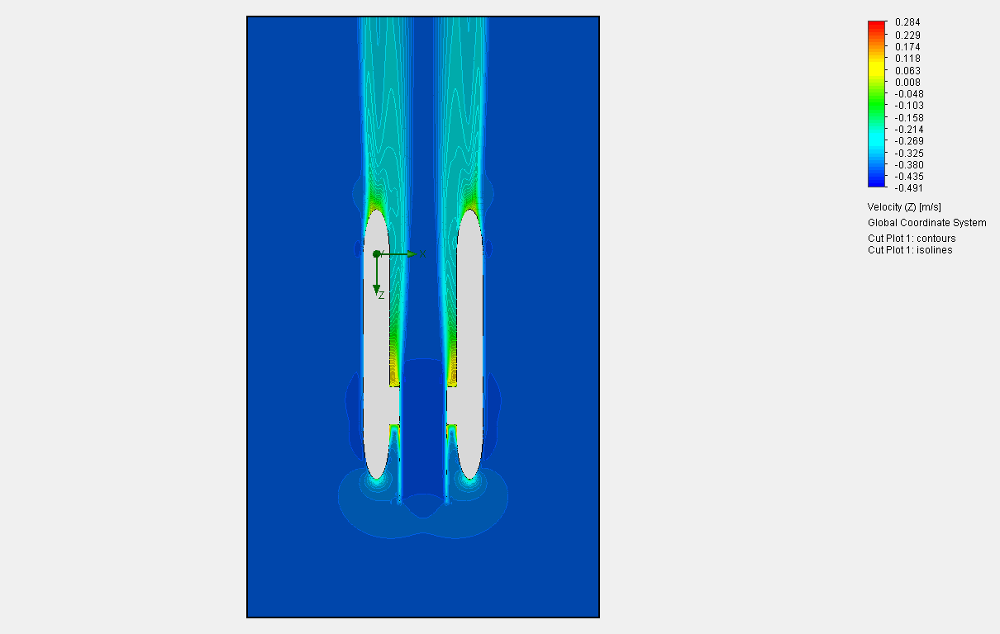 0.284
0.229
0.174
0.118
0.063
0.008
-0.048
-0.103
-0.158
-0.214
-0.269
-0.325
-0.380
-0.435
-0.491
Velocity (Z) [m/s]
Global Coordinate System
Cut Plot 1: contours
Cut Plot 1: isolines
Y
X
Z